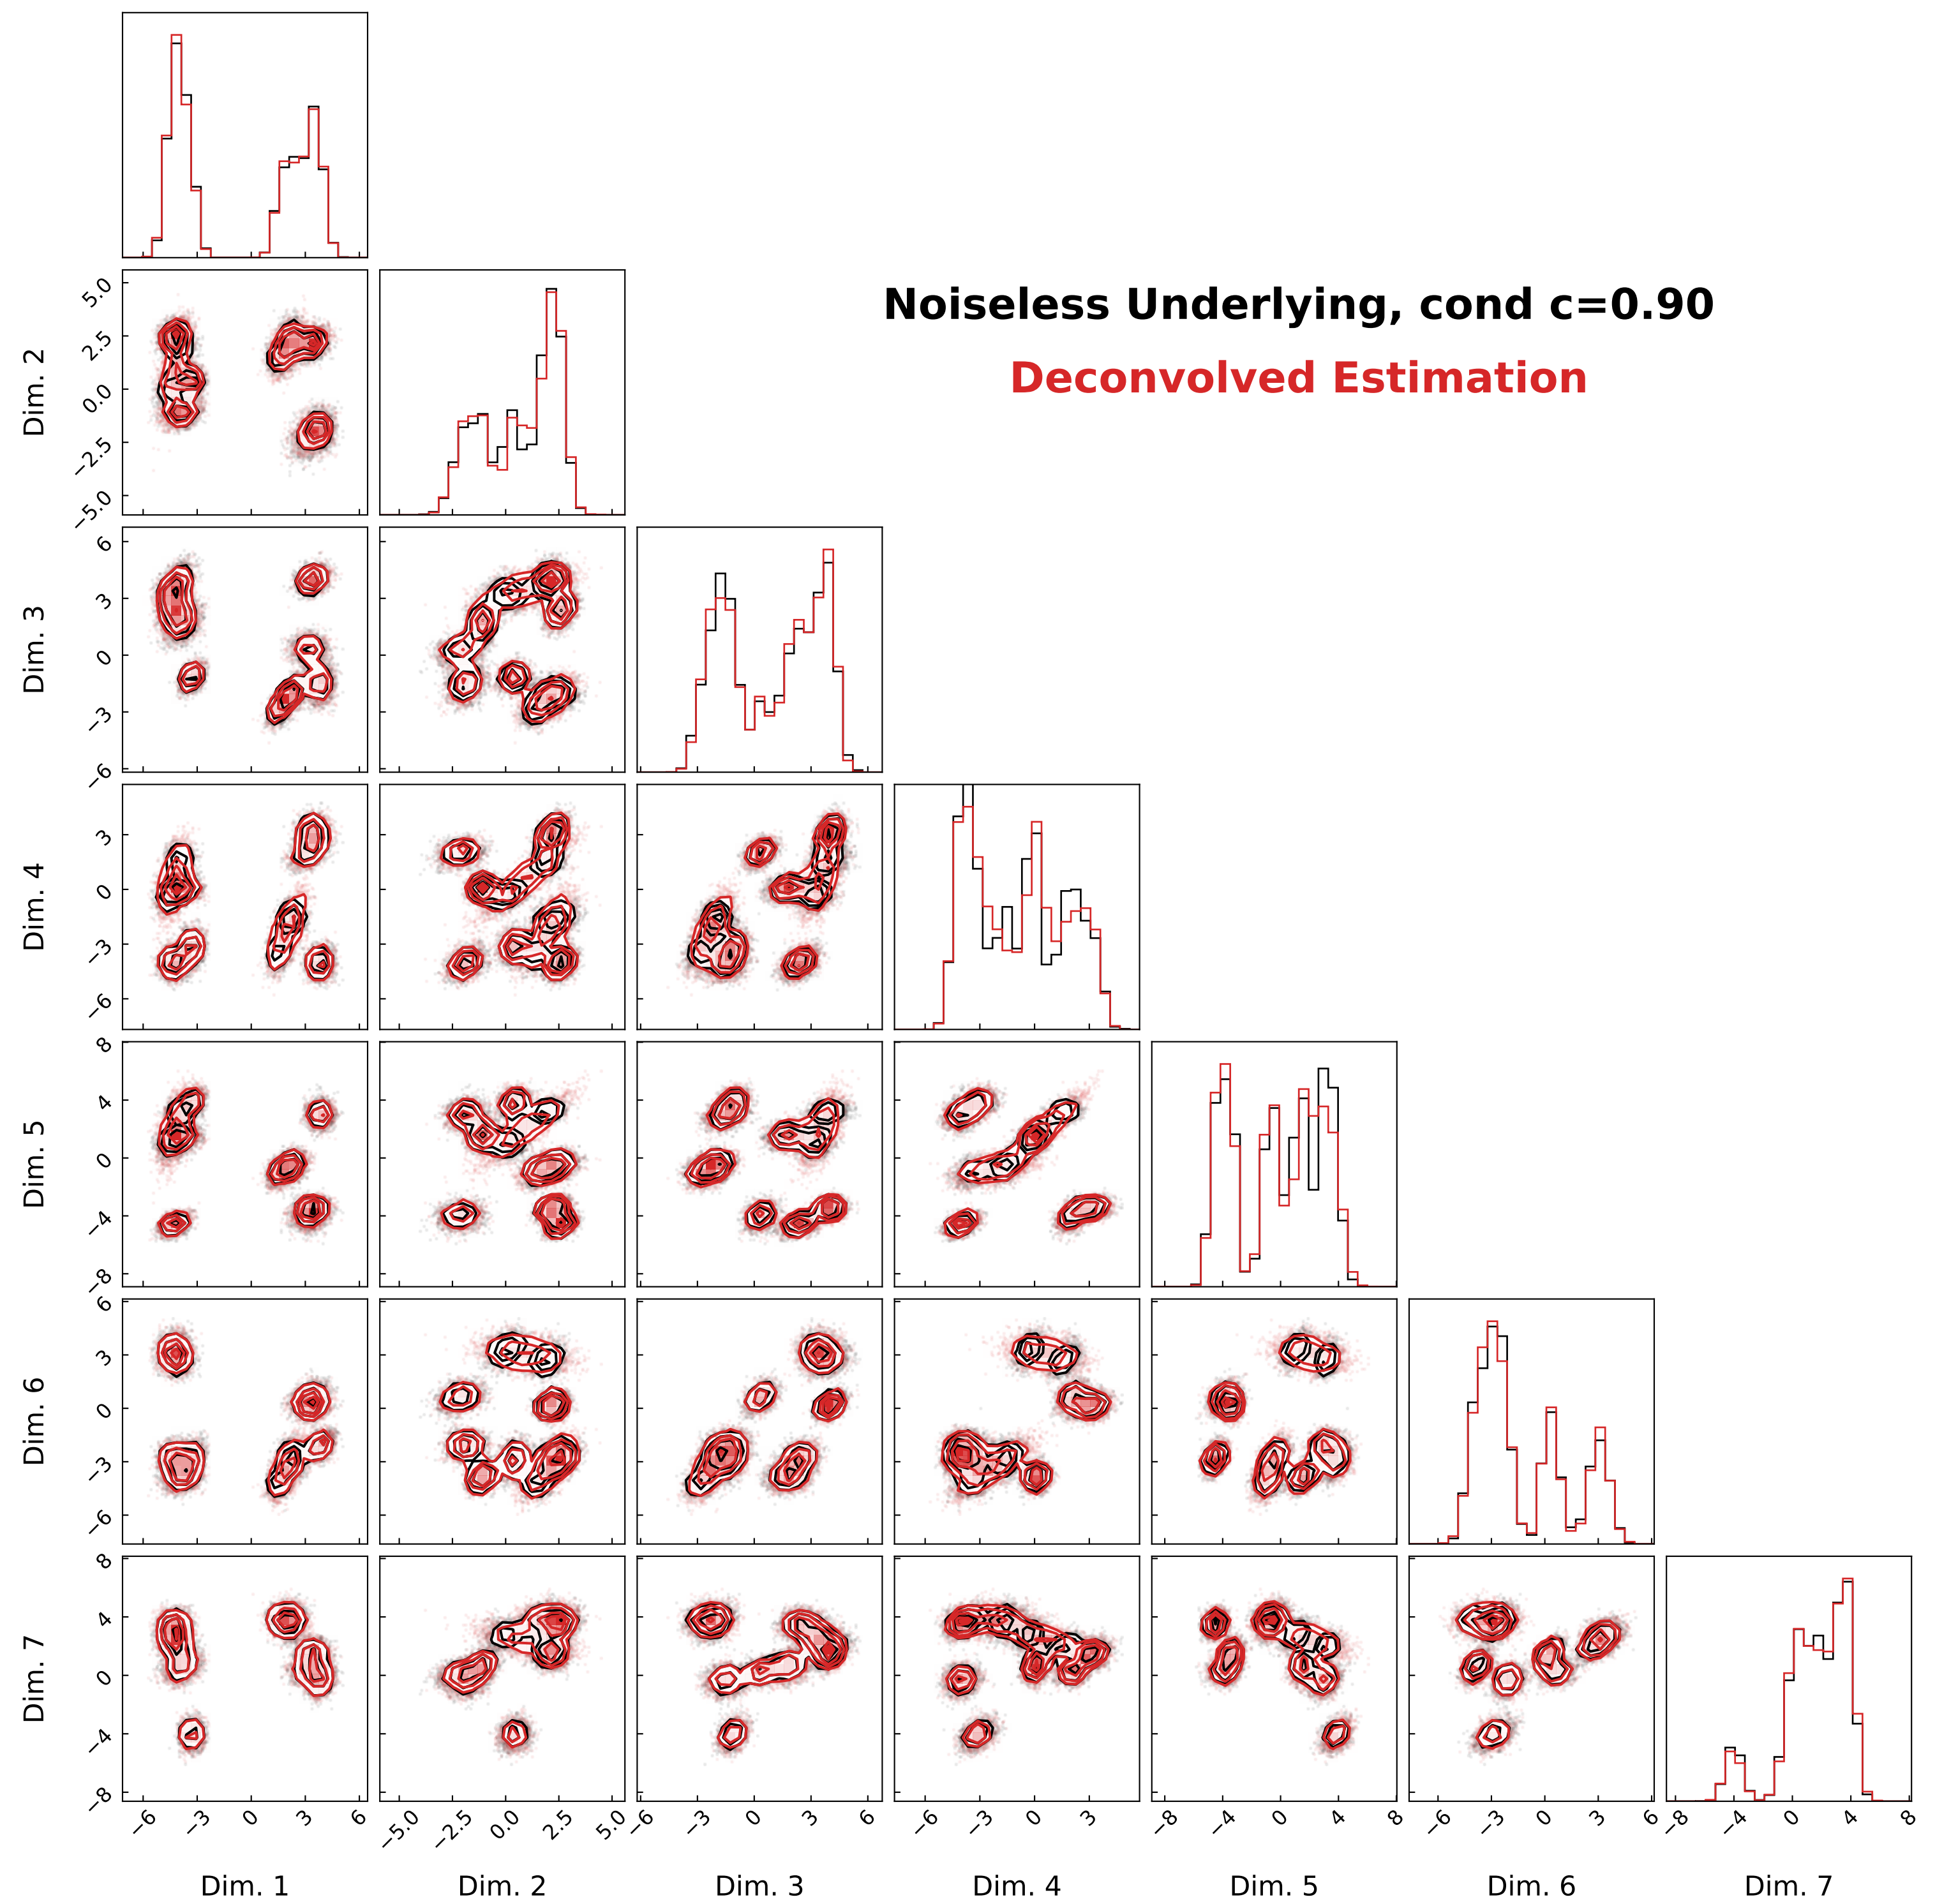 Noiseless Underlying, cond c=0.90
Deconvolved Estimation
5.0
2.5
0.0
−2.5
−5.0
Dim. 2
6
3
0
−3
−6
Dim. 3
3
0
−3
−6
Dim. 4
8
4
0
−4
−8
Dim. 5
6
3
0
−3
−6
Dim. 6
8
4
0
−4
−8
Dim. 7
−6 −3 0 3 6
−5.0 −2.5 0.0 2.5 5.0
−6 −3 0 3 6
−6 −3 0 3
−8 −4 0 4 8
−6 −3 0 3 6
−8 −4 0 4 8
Dim. 1 Dim. 2 Dim. 3 Dim. 4 Dim. 5 Dim. 6 Dim. 7